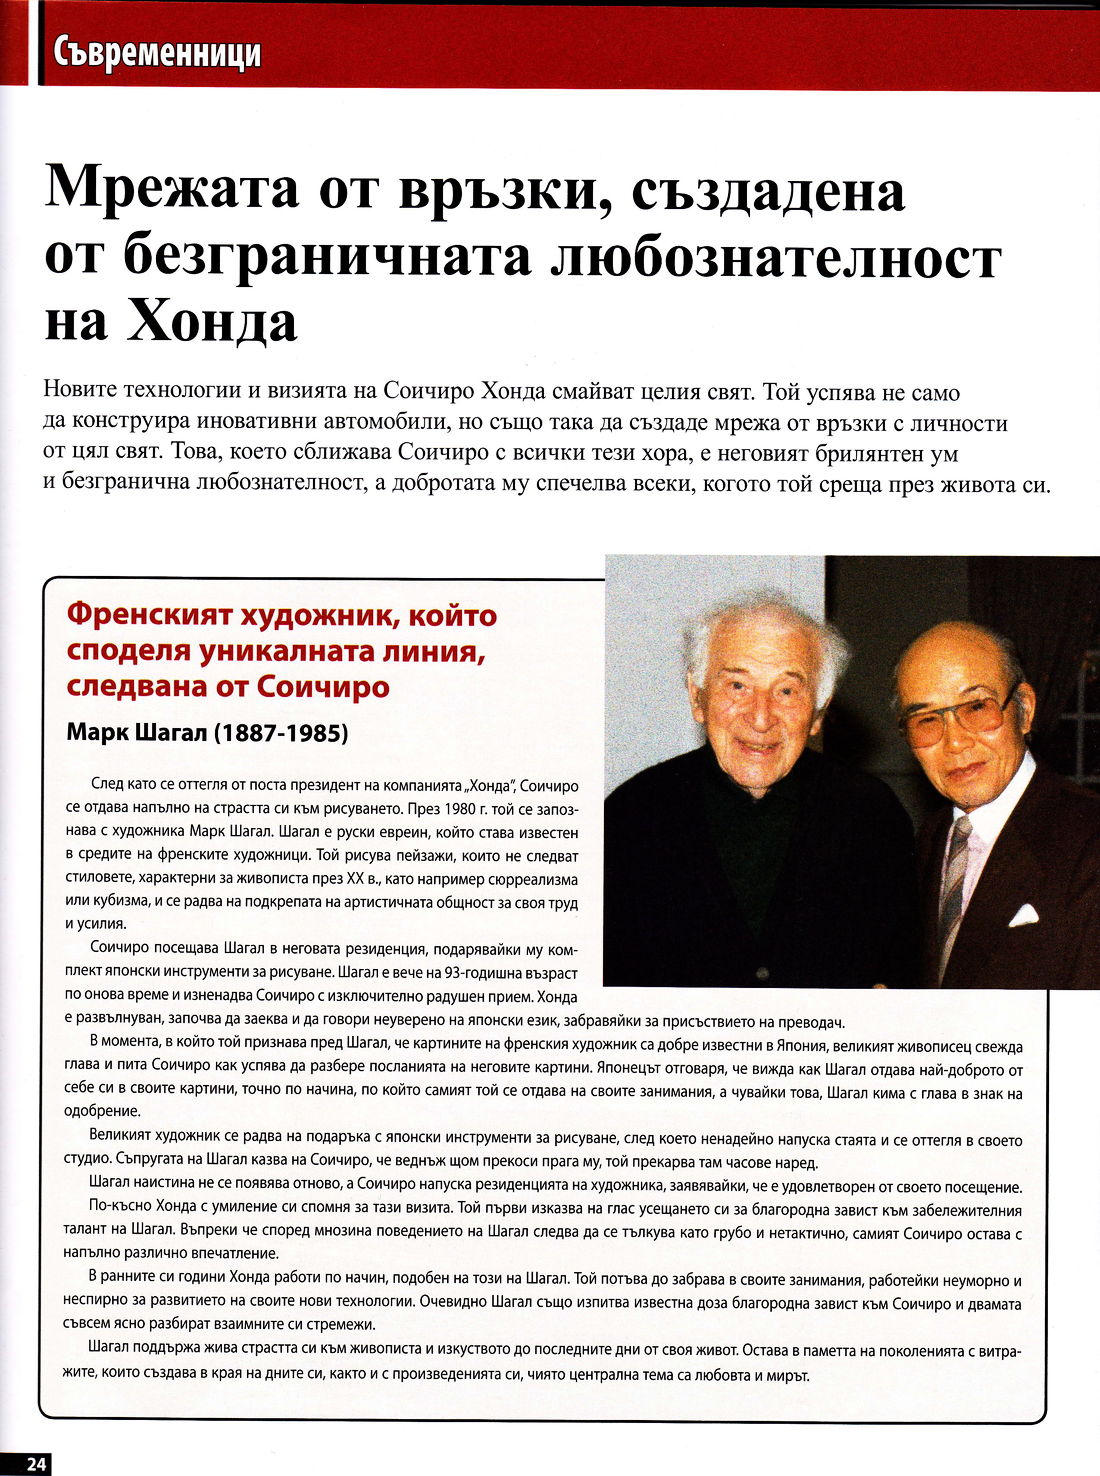 Съвременници
Мрежата от връзки, създадена
от безграничната любознателност
на Хонда
Новите технологии и визията на Соичиро Хонда смайват целия свят. Той успява не само
да конструира иновативни автомобили, но също така да създаде мрежа от връзки с личности
от цял свят. Това, което сближава Соичиро с всички тези хора, е неговият брилянтен ум
и безгранична любознателност, а добротата му спечелва всеки, когото той среща през живота си.
Френският художник, който
споделя уникалната линия,
следвана от Соичиро
Марк Шагал (1887-1985)
След като се оттегля от поста президент на компанията „Хонда“, Соичиро
се отдава напълно на страстта си към рисуването. През 1980 г. той се запоз-
нава с художника Марк Шагал. Шагал е руски евреин, който става известен
в средите на френските художници. Той рисува пейзажи, които не следват
стиловете, характерни за живописта през XX в., като например сюрреализма
или кубизма, и се радва на подкрепата на артистичната общност за своя труд
и усилия.
Соичиро посещава Шагал в неговата резиденция, подарявайки му ком-
плект японски инструменти за рисуване. Шагал е вече на 93-годишна възраст
по онова време и изненадва Соичиро с изключително радушен прием. Хонда
е развълнуван, започва да заеква и да говори неуверено на японски език, забравяйки за присъствието на преводач.
В момента, в който той признава пред Шагал, че картините на френския художник са добре известни в Япония, великият живописец свежда
глава и пита Соичиро как успява да разбере посланията на неговите картини. Японецът отговаря, че вижда как Шагал отдава най-доброто от
себе си в своите картини, точно по начина, по който самият той се отдава на своите занимания, а чувайки това, Шагал кима с глава в знак на
одобрение.
Великият художник се радва на подаръка с японски инструменти за рисуване, след което ненадейно напуска стаята и се оттегля в своето
студио. Съпругата на Шагал казва на Соичиро, че веднъж щом прекоси прага му, той прекарва там часове наред.
Шагал наистина не се появява отново, а Соичиро напуска резиденцията на художника, заявявайки, че е удовлетворен от своето посещение.
По-късно Хонда с умиление си спомня за тази визита. Той първи изказва на глас усещането си за благородна завист към забележителния
талант на Шагал. Въпреки че според мнозина поведението на Шагал следва да се тълкува като грубо и нетактично, самият Соичиро остава с
напълно различно впечатление.
В ранните си години Хонда работи по начин, подобен на този на Шагал. Той потъва до забрава в своите занимания, работейки неуморно и
неспирно за развитието на своите нови технологии. Очевидно Шагал също изпитва известна доза благородна завист към Соичиро и двамата
съвсем ясно разбират взаимните си стремежи.
Шагал поддържа жива страстта си към живописта и изкуството до последните дни от своя живот. Остава в паметта на поколенията с витра-
жите, които създава в края на дните си, както и с произведенията си, чиято централна тема са любовта и мирът.
24